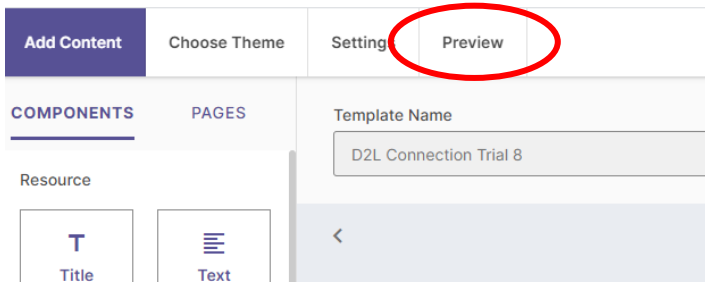 Add Content Choose Theme Settings Preview
COMPONENTS PAGES
Template Name
D2L Connection Trial 8
Resource
T
Title Text